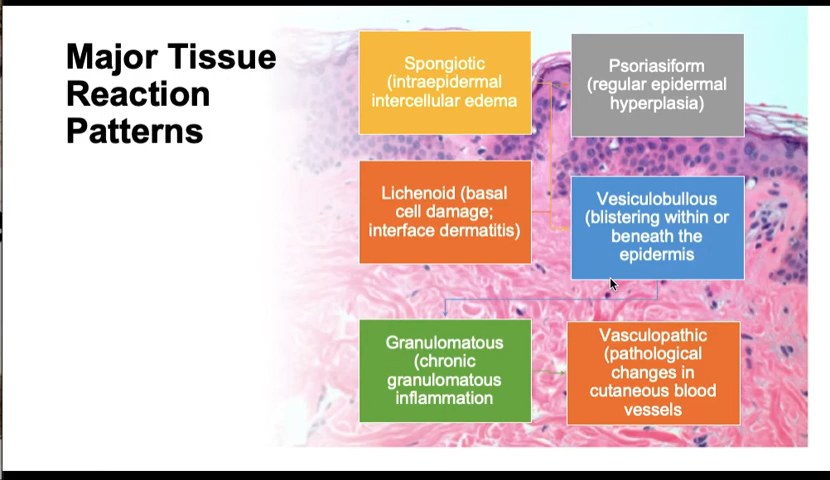 Major Tissue
Reaction
Patterns
Spongiotic
(intraepidermal
intercellular edema
Psoriasiform
(regular epidermal
hyperplasia)
Lichenoid (basal
cell damage;
interface dermatitis)
Vesiculobullous
(blistering within or
beneath the
epidermis
Granulomatous
(chronic
granulomatous
inflammation
Vasculopathic
(pathological
changes in
cutaneous blood
vessels